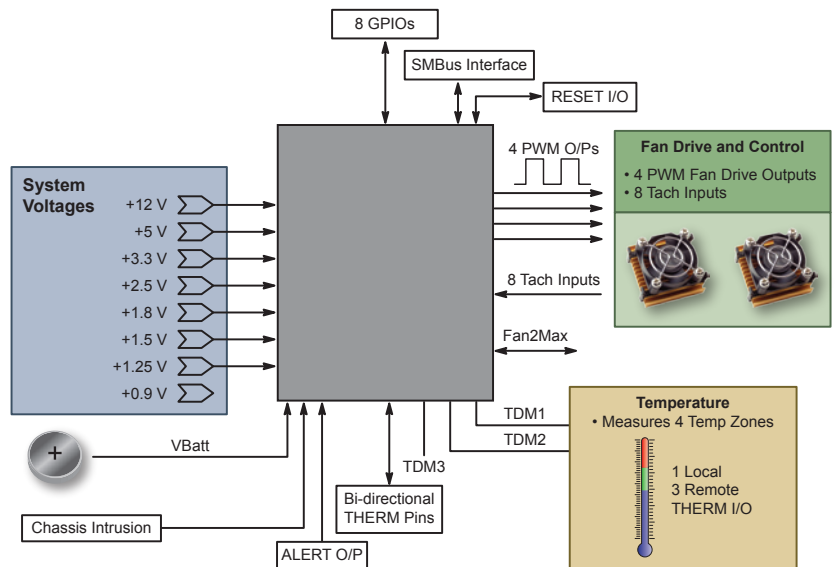 8 GPIOs
SMBus Interface
RESET I/O
4 PWM O/Ps
Fan Drive and Control
• 4 PWM Fan Drive Outputs
• 8 Tach Inputs
System
Voltages
+12 V
+5 V
+3.3 V
+2.5 V
+1.8 V
+1.5 V
+1.25 V
+0.9 V
8 Tach Inputs
Fan2Max
TDM1
TDM2
TDM3
Temperature
• Measures 4 Temp Zones
1 Local
3 Remote
THERM I/O
+
VBatt
Bi-directional
THERM Pins
Chassis Intrusion
ALERT O/P